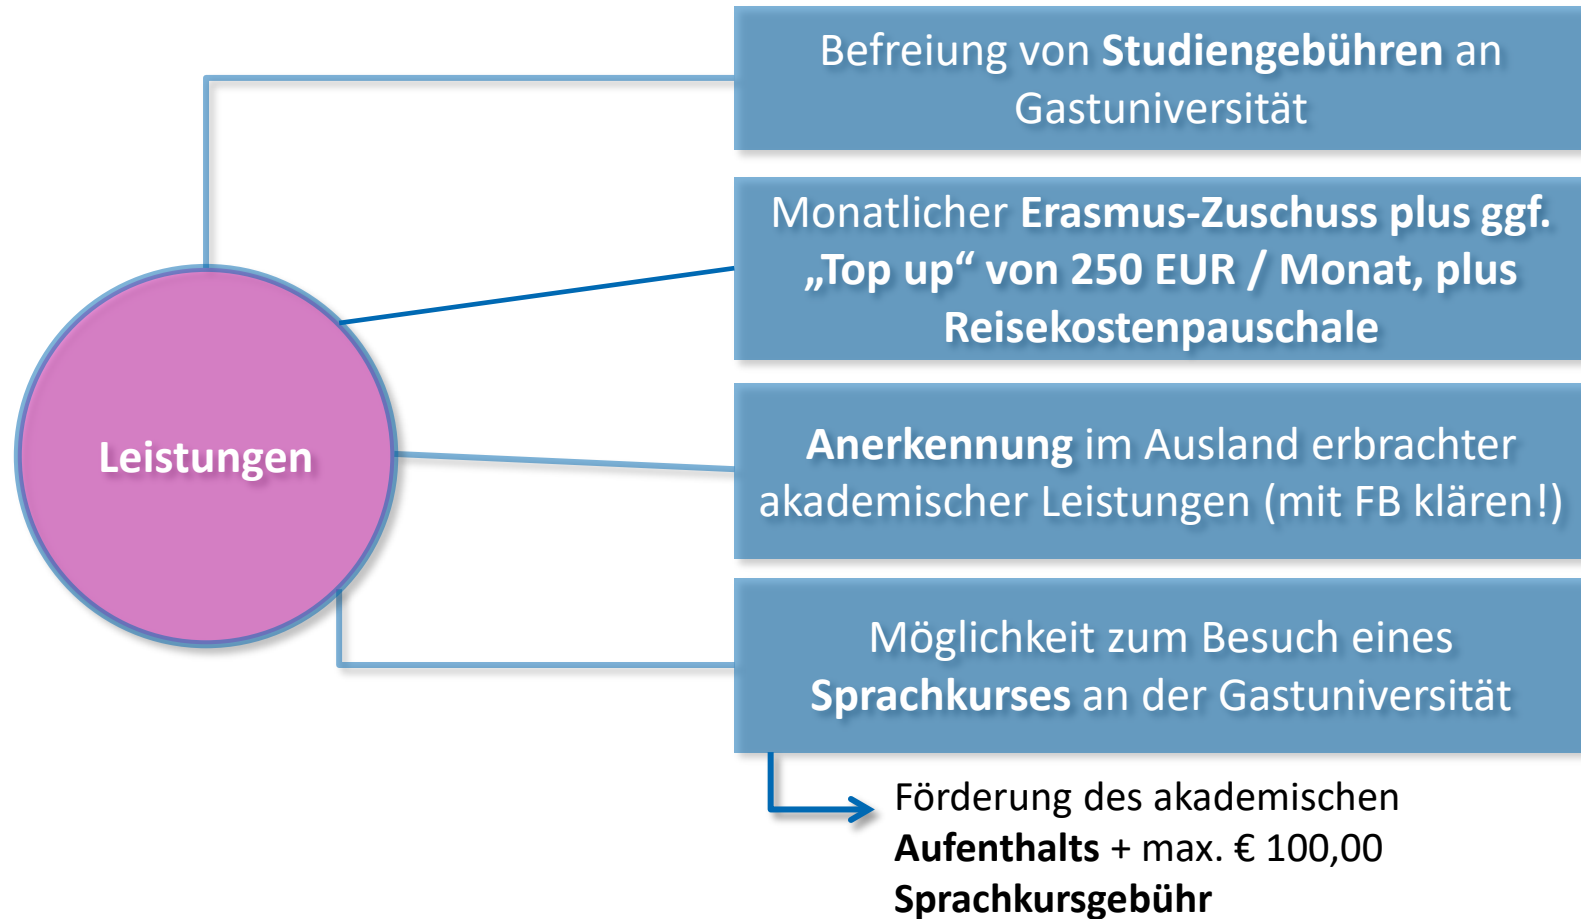 Befreiung von Studiengebühren an
Gastuniversität
Monatlicher Erasmus-Zuschuss plus ggf.
„Top up“ von 250 EUR / Monat, plus
Reisekostenpauschale
Leistungen
Anerkennung im Ausland erbrachter
akademischer Leistungen (mit FB klären!)
Möglichkeit zum Besuch eines
Sprachkurses an der Gastuniversität
Förderung des akademischen
Aufenthalts + max. € 100,00
Sprachkursgebühr